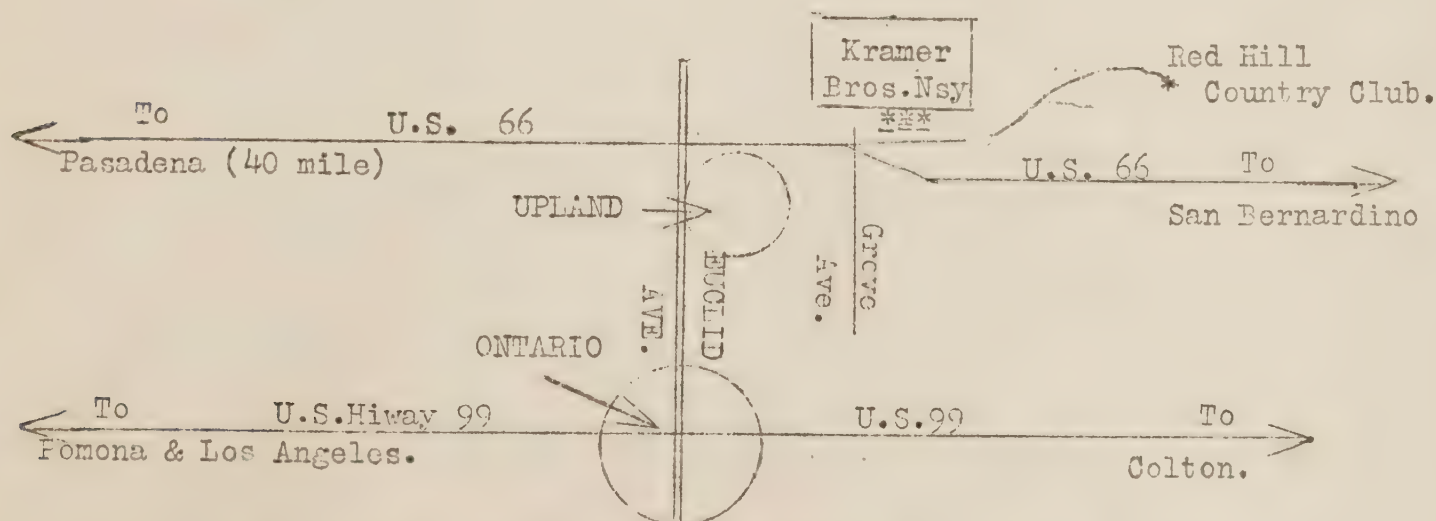 Kramer
Bros.Nsy
***
Red Hill
* Country Club.
To
U.S. 66
Pasadena (40 mile)
U.S. 66 To
San Bernardino
UPLAND
EUCLID
AVE.
Grove
Ave.
ONTARIO
To U.S.Hiway 99
Pomona & Los Angeles.
U.S.99 To
Colton.